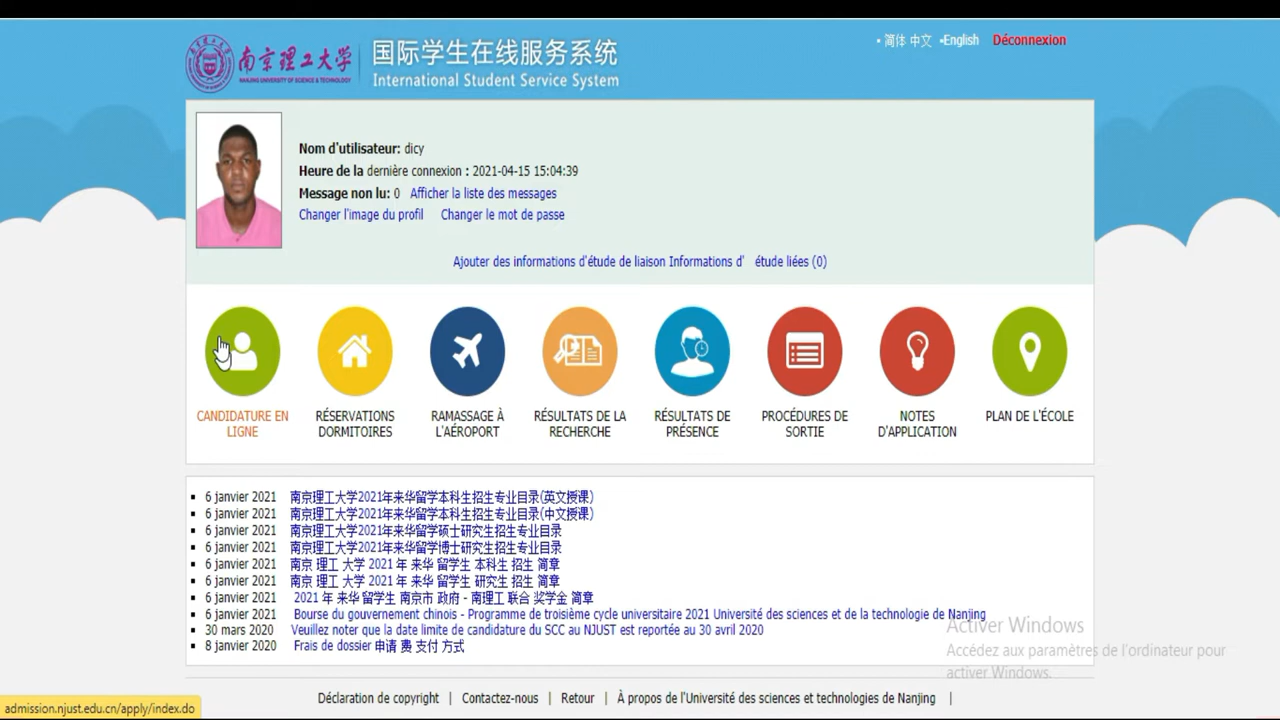 南京理工大学
NANJING UNIVERSITY OF SCIENCE & TECHNOLOGY
国际学生在线服务系统
International Student Service System
• 简体 中文 •English Déconnexion
Nom d'utilisateur: dicy
Heure de la dernière connexion : 2021-04-15 15:04:39
Message non lu: 0 Afficher la liste des messages
Changer l'image du profil Changer le mot de passe
Ajouter des informations d'étude de liaison Informations d' étude liées (0)
CANDIDATURE EN LIGNE
RÉSERVATIONS DORMITOIRES
RAMASSAGE À L'AÉROPORT
RÉSULTATS DE LA RECHERCHE
RÉSULTATS DE PRÉSENCE
PROCÉDURES DE SORTIE
NOTES D'APPLICATION
PLAN DE L'ÉCOLE
6 janvier 2021 南京理工大学2021年来华留学本科生招生专业目录(英文授课)
6 janvier 2021 南京理工大学2021年来华留学本科生招生专业目录(中文授课)
6 janvier 2021 南京理工大学2021年来华留学硕士研究生招生专业目录
6 janvier 2021 南京理工大学2021年来华留学博士研究生招生专业目录
6 janvier 2021 南京 理工 大学 2021 年 来华 留学生 本科生 招生 简章
6 janvier 2021 南京 理工 大学 2021 年 来华 留学生 研究生 招生 简章
6 janvier 2021 2021 年 来华 留学生 南京市 政府 - 南理工 联合 奖学金 简章
6 janvier 2021 Bourse du gouvernement chinois - Programme de troisième cycle universitaire 2021 Université des sciences et de la technologie de Nanjing
30 mars 2020 Veuillez noter que la date limite de candidature du SCC au NJUST est reportée au 30 avril 2020
8 janvier 2020 Frais de dossier 申请 费 支付 方式
Activer Windows
Accédez aux paramètres de l'ordinateur pour
activer Windows.
Déclaration de copyright | Contactez-nous | Retour | À propos de l'Université des sciences et technologies de Nanjing |
admission.njust.edu.cn/apply/index.do